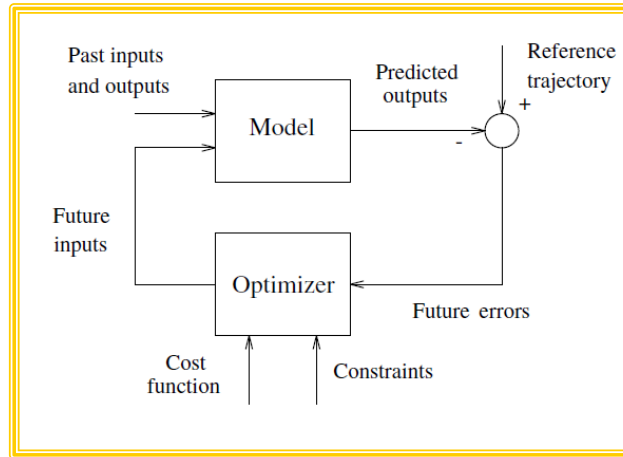 Past inputs
and outputs
Model
Predicted
outputs
Reference
trajectory
+
-
Future
inputs
Optimizer
Future errors
Cost
function
Constraints